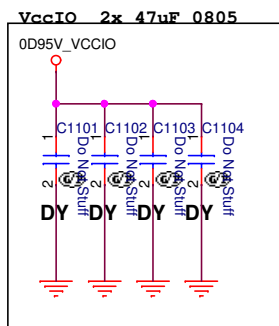 VccIO 2x 47uF 0805
0D95V_VCCIO
C1101 C1102 C1103 C1104
1 1 1 1
Do Not Stuff Do Not Stuff Do Not Stuff Do Not Stuff
2 2 2 2
DY DY DY DY